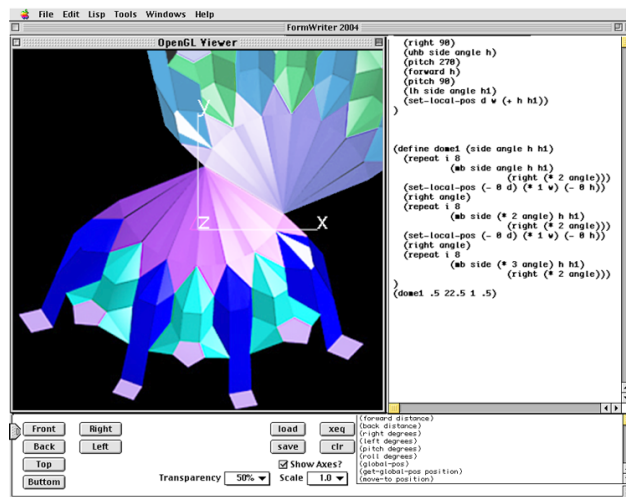 File Edit Lisp Tools Windows Help
FormWriter 2004
OpenGL Viewer
y
z
x
(right 90)
(uhb side angle h)
(pitch 270)
(forward h)
(pitch 90)
(lh side angle h1)
(set-local-pos d w (+ h h1))
)
(define dome1 (side angle h h1)
(repeat i 8
(mb side angle h h1)
(right (* 2 angle)))
(set-local-pos (- 0 d) (* 1 w) (- 0 h))
(right angle)
(repeat i 8
(mb side (* 2 angle) h h1)
(right (* 2 angle)))
(set-local-pos (- 0 d) (* 1 w) (- 0 h))
(right angle)
(repeat i 8
(mb side (* 3 angle) h h1)
(right (* 2 angle)))
)
(dome1 .5 22.5 1 .5)
Front Right
Back Left
Top
Buttom
load xeq
save clr
Show Axes?
Transparency 50% Scale 1.0
(forward distance)
(back distance)
(right degrees)
(left degrees)
(pitch degrees)
(roll degrees)
(global-pos)
(get-global-pos position)
(move-to position)